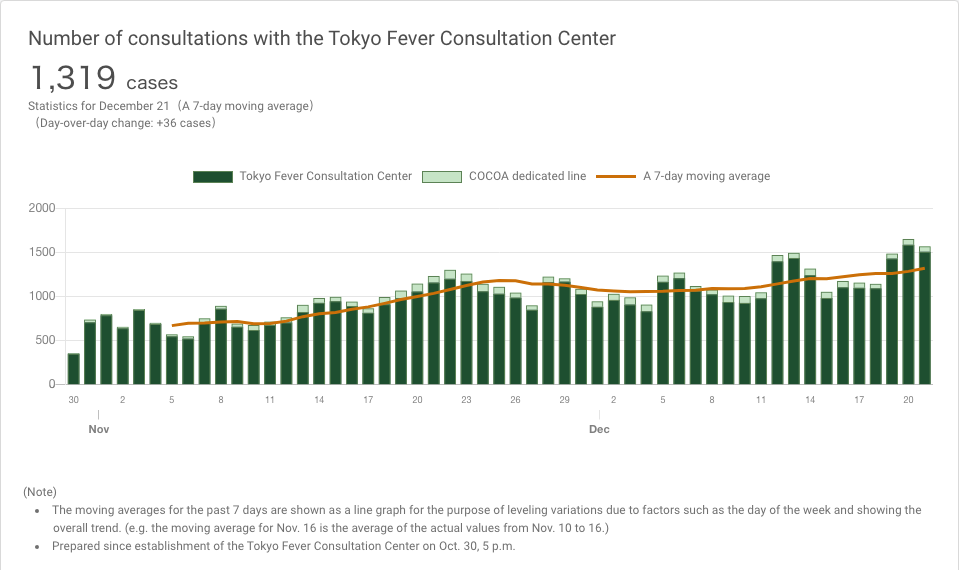 Number of consultations with the Tokyo Fever Consultation Center
1,319 cases
Statistics for December 21（A 7-day moving average）
（Day-over-day change: +36 cases）
Tokyo Fever Consultation Center COCOA dedicated line A 7-day moving average
2000
1500
1000
500
0
30 2 5 8 11 14 17 20 23 26 29 2 5 8 11 14 17 20
Nov Dec
(Note)
• The moving averages for the past 7 days are shown as a line graph for the purpose of leveling variations due to factors such as the day of the week and showing the
overall trend. (e.g. the moving average for Nov. 16 is the average of the actual values from Nov. 10 to 16.)
• Prepared since establishment of the Tokyo Fever Consultation Center on Oct. 30, 5 p.m.